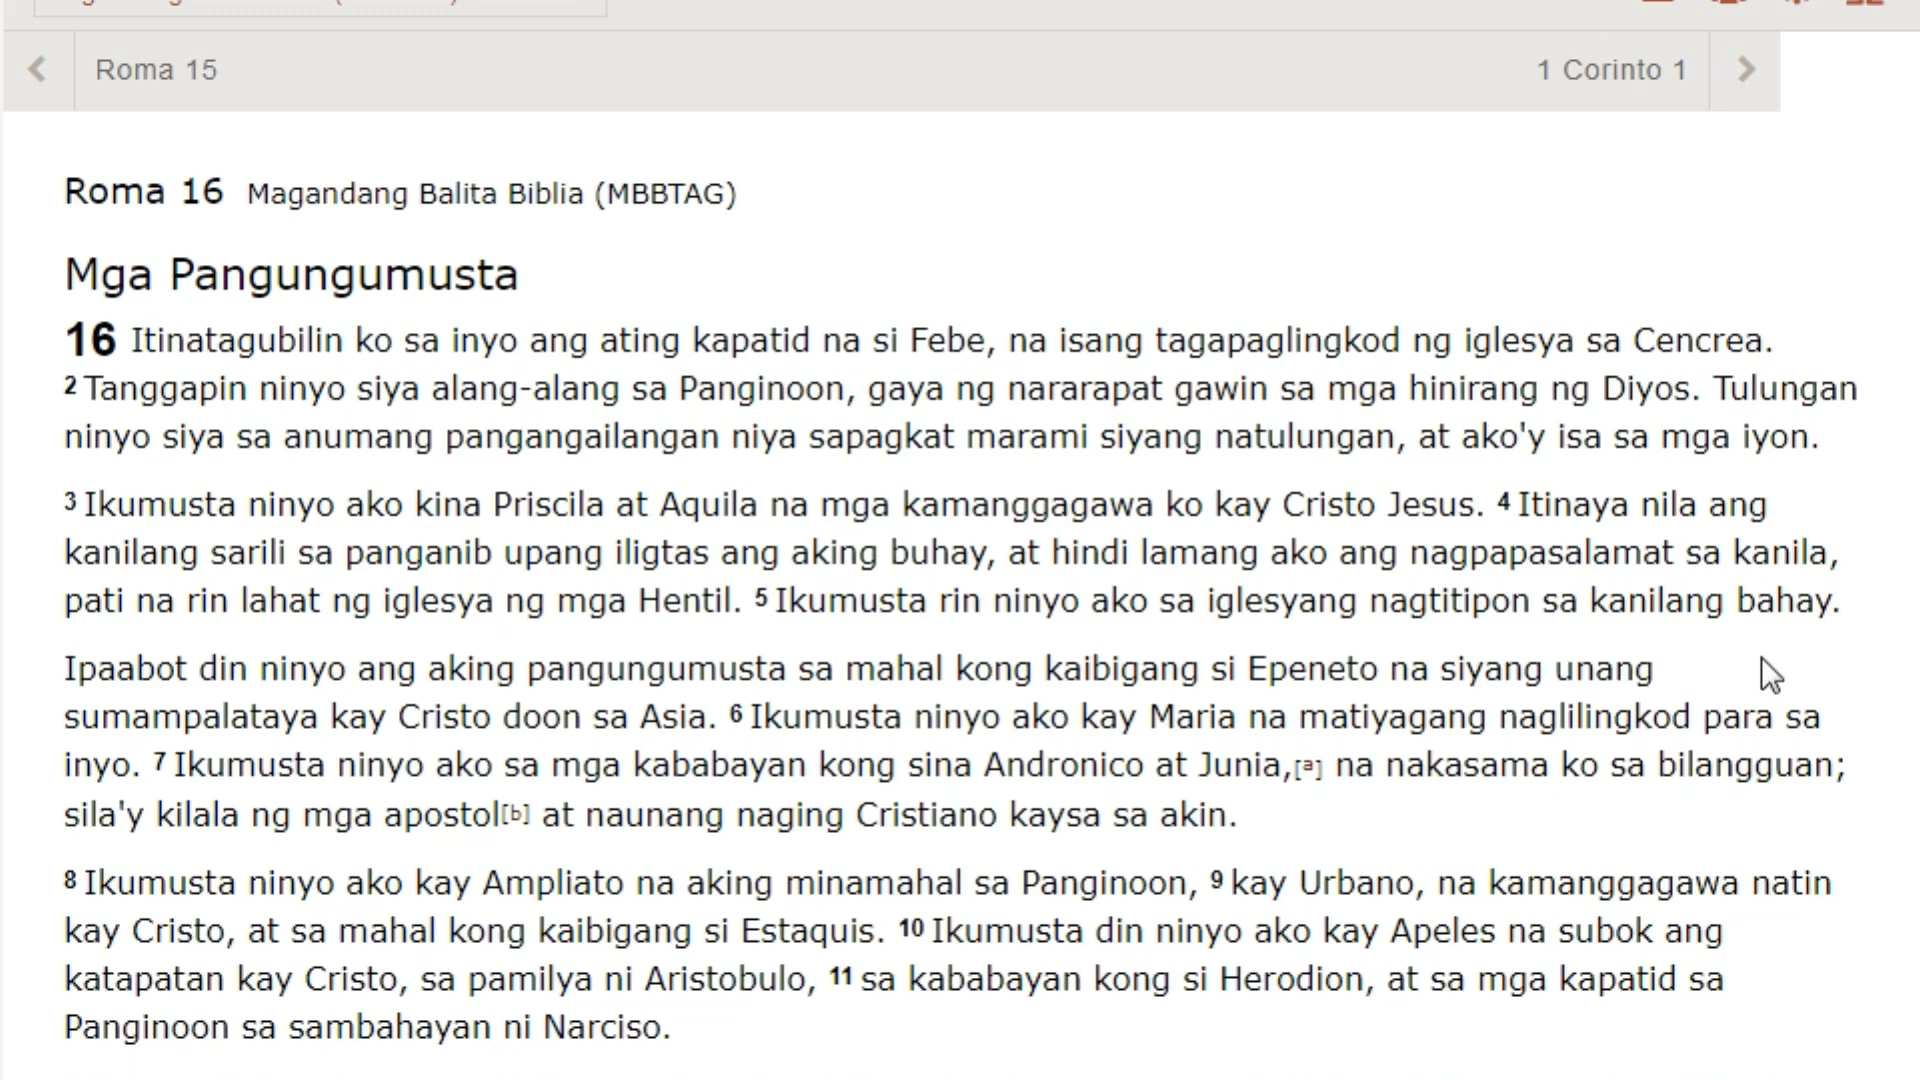 Roma 15
1 Corinto 1
Roma 16 Magandang Balita Biblia (MBBTAG)
Mga Pangungumusta
16 Itinatagubilin ko sa inyo ang ating kapatid na si Febe, na isang tagapaglingkod ng iglesya sa Cencrea.
2 Tanggapin ninyo siya alang-alang sa Panginoon, gaya ng nararapat gawin sa mga hinirang ng Diyos. Tulungan
ninyo siya sa anumang pangangailangan niya sapagkat marami siyang natulungan, at ako'y isa sa mga iyon.
3 Ikumusta ninyo ako kina Priscila at Aquila na mga kamanggagawa ko kay Cristo Jesus. 4 Itinaya nila ang
kanilang sarili sa panganib upang iligtas ang aking buhay, at hindi lamang ako ang nagpapasalamat sa kanila,
pati na rin lahat ng iglesya ng mga Hentil. 5 Ikumusta rin ninyo ako sa iglesyang nagtitipon sa kanilang bahay.
Ipaabot din ninyo ang aking pangungumusta sa mahal kong kaibigang si Epeneto na siyang unang
sumampalataya kay Cristo doon sa Asia. 6 Ikumusta ninyo ako kay Maria na matiyagang naglilingkod para sa
inyo. 7 Ikumusta ninyo ako sa mga kababayan kong sina Andronico at Junia,[a] na nakasama ko sa bilangguan;
sila'y kilala ng mga apostol[b] at naunang naging Cristiano kaysa sa akin.
8 Ikumusta ninyo ako kay Ampliato na aking minamahal sa Panginoon, 9 kay Urbano, na kamanggagawa natin
kay Cristo, at sa mahal kong kaibigang si Estaquis. 10 Ikumusta din ninyo ako kay Apeles na subok ang
katapatan kay Cristo, sa pamilya ni Aristobulo, 11 sa kababayan kong si Herodion, at sa mga kapatid sa
Panginoon sa sambahayan ni Narciso.